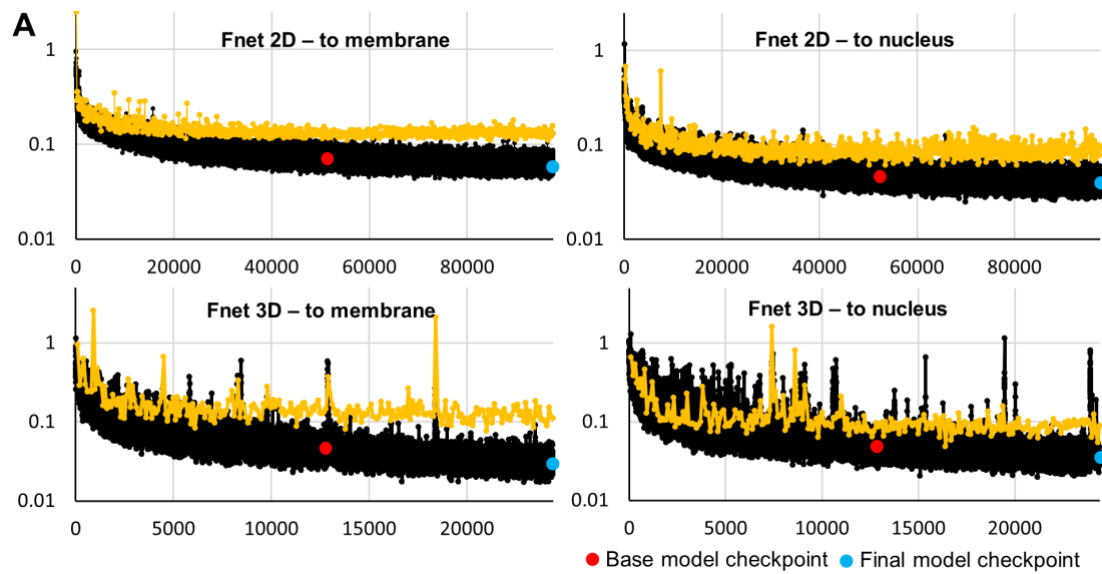 A
Fnet 2D – to membrane
1
0.1
0.01
0 20000 40000 60000 80000
Fnet 2D – to nucleus
1
0.1
0.01
0 20000 40000 60000 80000
Fnet 3D – to membrane
1
0.1
0.01
0 5000 10000 15000 20000
Fnet 3D – to nucleus
1
0.1
0.01
0 5000 10000 15000 20000
Base model checkpoint Final model checkpoint